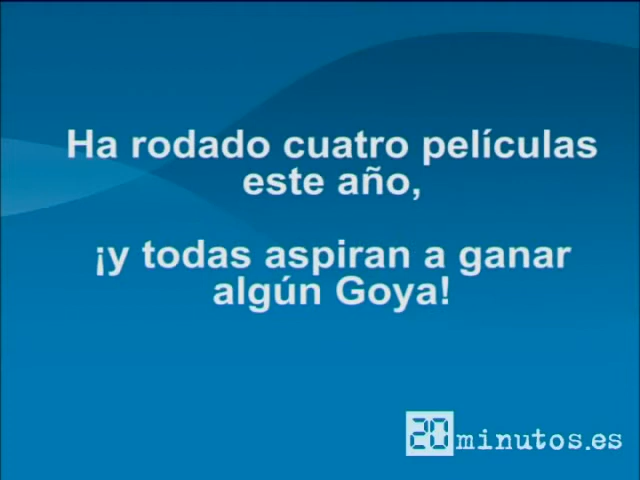 Ha rodado cuatro películas
este año,
¡y todas aspiran a ganar
algún Goya!
20minutos.es